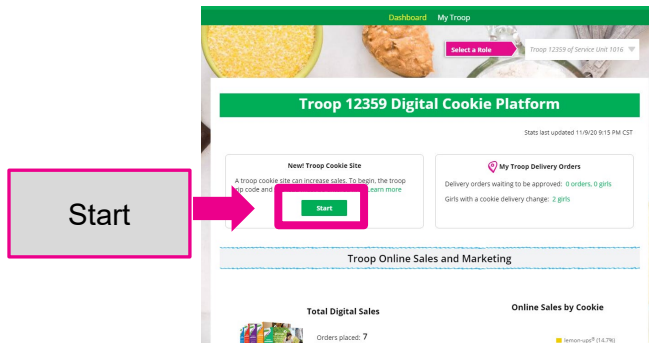 Dashboard My Troop
Select a Role
Troop 12359 of Service Unit 1016
Troop 12359 Digital Cookie Platform
Stats last updated 11/9/20 9:15 PM CST
New! Troop Cookie Site
A troop cookie site can increase sales. To begin, the troop
zip code and
Learn more
Start
My Troop Delivery Orders
Delivery orders waiting to be approved: 0 orders, 0 girls
Girls with a cookie delivery change: 2 girls
Start
Troop Online Sales and Marketing
Total Digital Sales
Orders placed: 7
Online Sales by Cookie
lemon-ups® (14.7%)